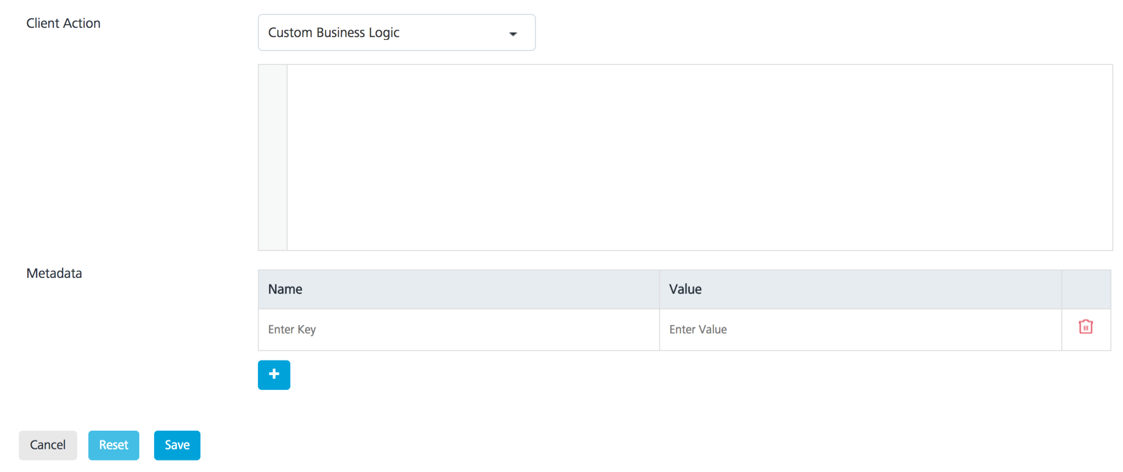 Client Action
Custom Business Logic
Metadata
Name Value
Enter Key Enter Value
Cancel Reset Save